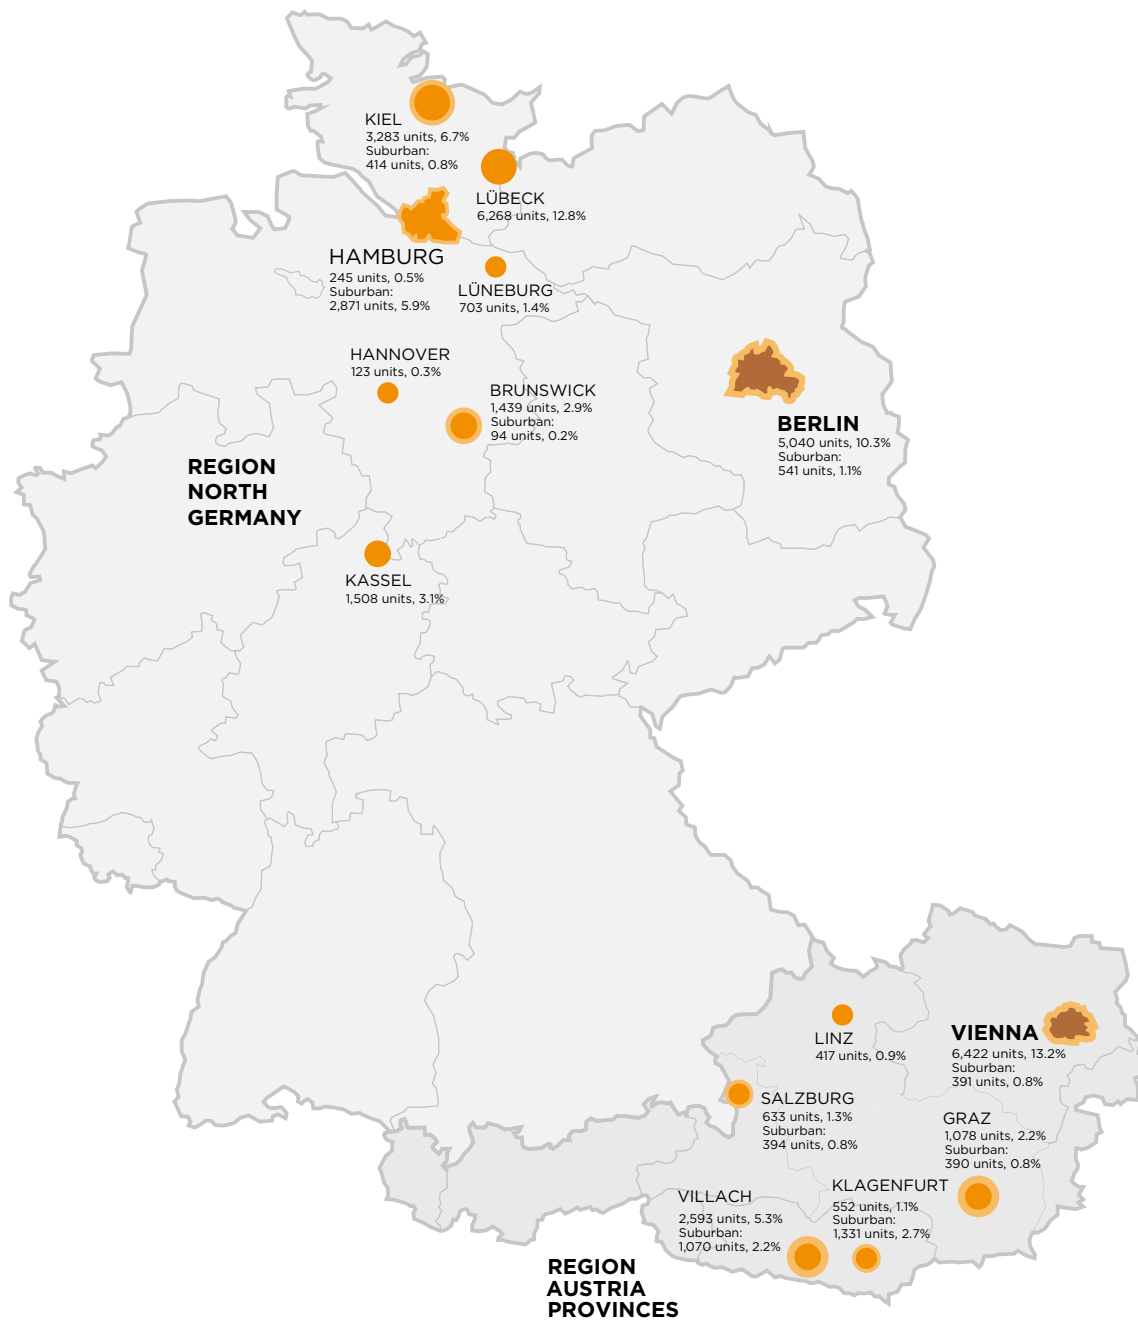 KIEL
3,283 units, 6.7%
Suburban:
414 units, 0.8%
LÜBECK
6,268 units, 12.8%
HAMBURG
245 units, 0.5%
Suburban:
2,871 units, 5.9%
LÜNEBURG
703 units, 1.4%
HANNOVER
123 units, 0.3%
BRUNSWICK
1,439 units, 2.9%
Suburban:
94 units, 0.2%
BERLIN
5,040 units, 10.3%
Suburban:
541 units, 1.1%
REGION
NORTH
GERMANY
KASSEL
1,508 units, 3.1%
LINZ
417 units, 0.9%
VIENNA
6,422 units, 13.2%
Suburban:
391 units, 0.8%
SALZBURG
633 units, 1.3%
Suburban:
394 units, 0.8%
GRAZ
1,078 units, 2.2%
Suburban:
390 units, 0.8%
VILLACH
2,593 units, 5.3%
Suburban:
1,070 units, 2.2%
KLAGENFURT
552 units, 1.1%
Suburban:
1,331 units, 2.7%
REGION
AUSTRIA
PROVINCES